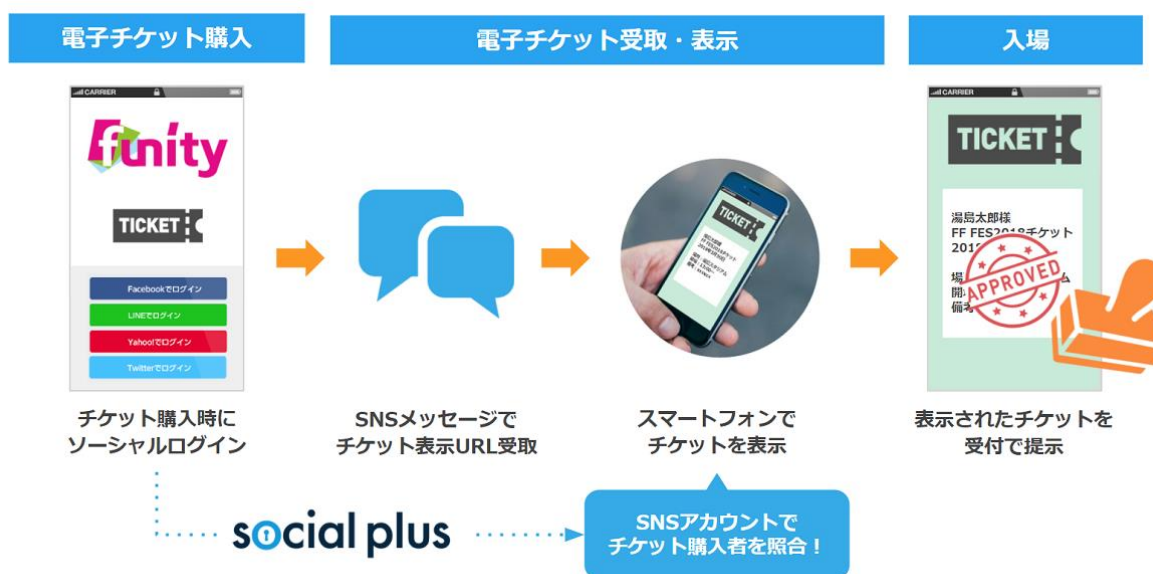 電子チケット購入
電子チケット受取・表示
入場
CARRIER
funity
TICKET
Facebookでログイン
LINEでログイン
Yahoo!でログイン
Twitterでログイン
TICKET
CARRIER
TICKET
湯島太郎様
FF FES2018チケット
APPROVED
チケット購入時に
ソーシャルログイン
SNSメッセージで
チケット表示URL受取
スマートフォンで
チケットを表示
表示されたチケットを
受付で提示
social plus
SNSアカウントで
チケット購入者を照合！